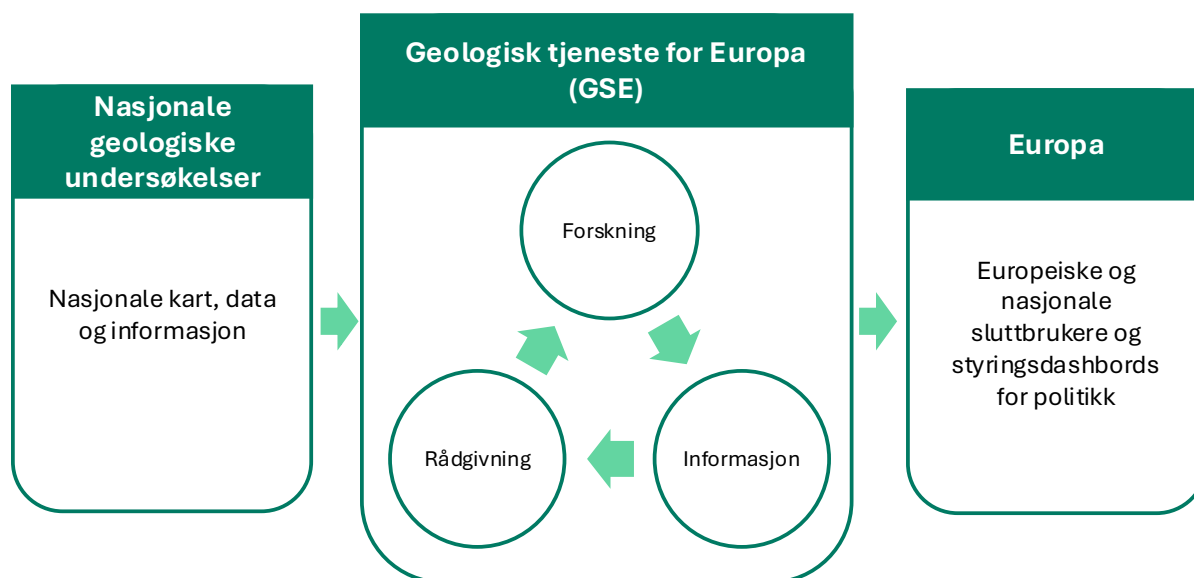 Nasjonale
geologiske
undersøkelser
Nasjonale kart, data
og informasjon
Geologisk tjeneste for Europa
(GSE)
Forskning
Rådgivning
Informasjon
Europa
Europeiske og
nasjonale
sluttbrukere og
styringsdashbords
for politikk